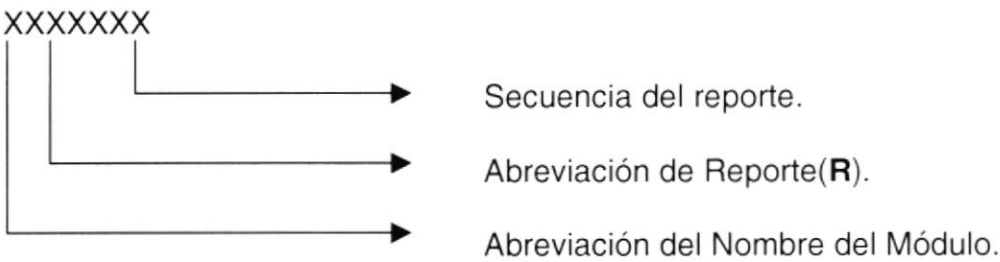 XXXXXXX
Secuencia del reporte.
Abreviación de Reporte(R).
Abreviación del Nombre del Módulo.